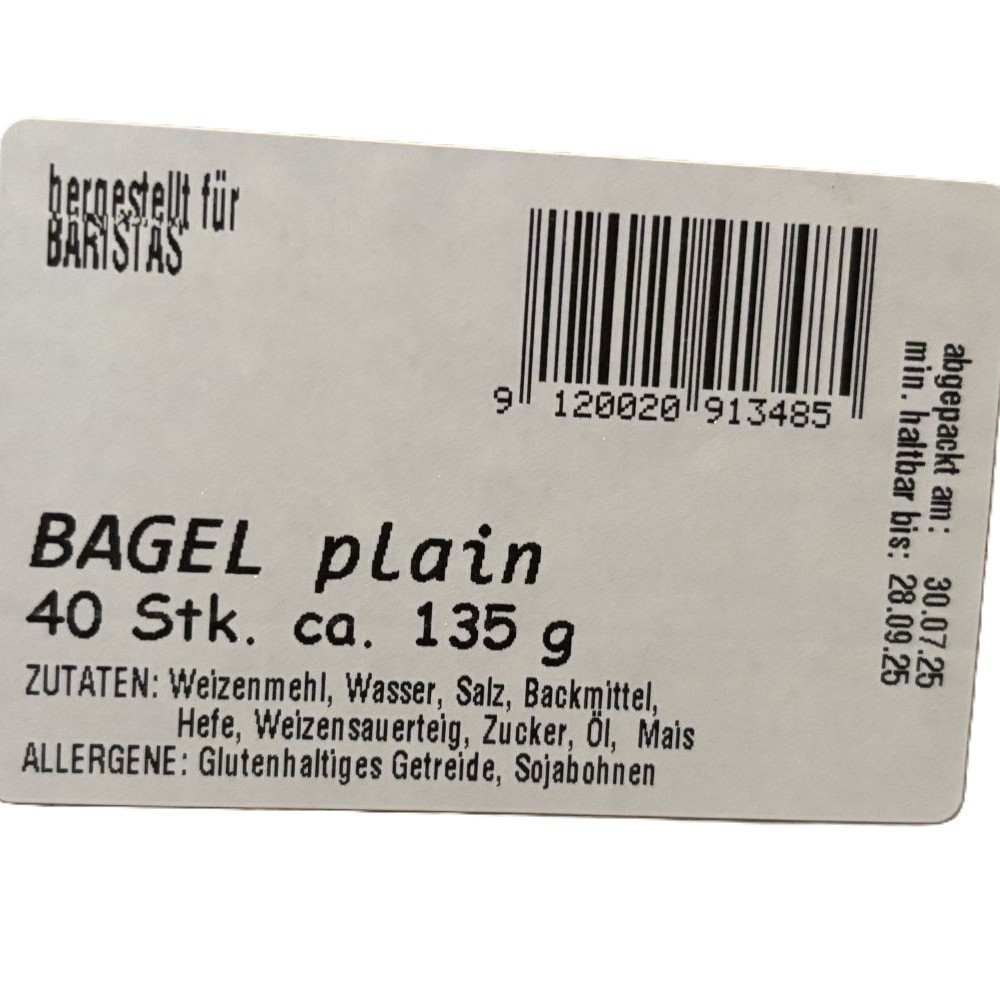 hergestellt für
BARISTAS
9 120020 913485
abgepackt am: 30.07.25
min. haltbar bis: 28.09.25
BAGEL plain
40 Stk. ca. 135 g
ZUTATEN: Weizenmehl, Wasser, Salz, Backmittel,
Hefe, Weizensauerteig, Zucker, Öl, Mais
ALLERGENE: Glutenhaltiges Getreide, Sojabohnen